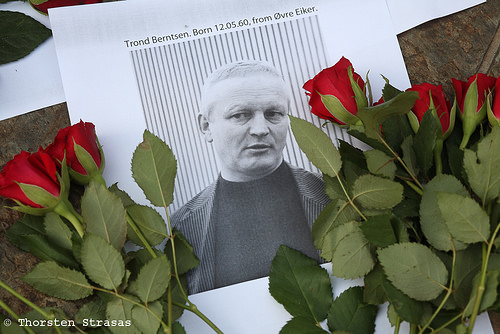 Trond Berntsen. Born 12.05.60, from Øvre Eiker.
© Thorsten Strasas